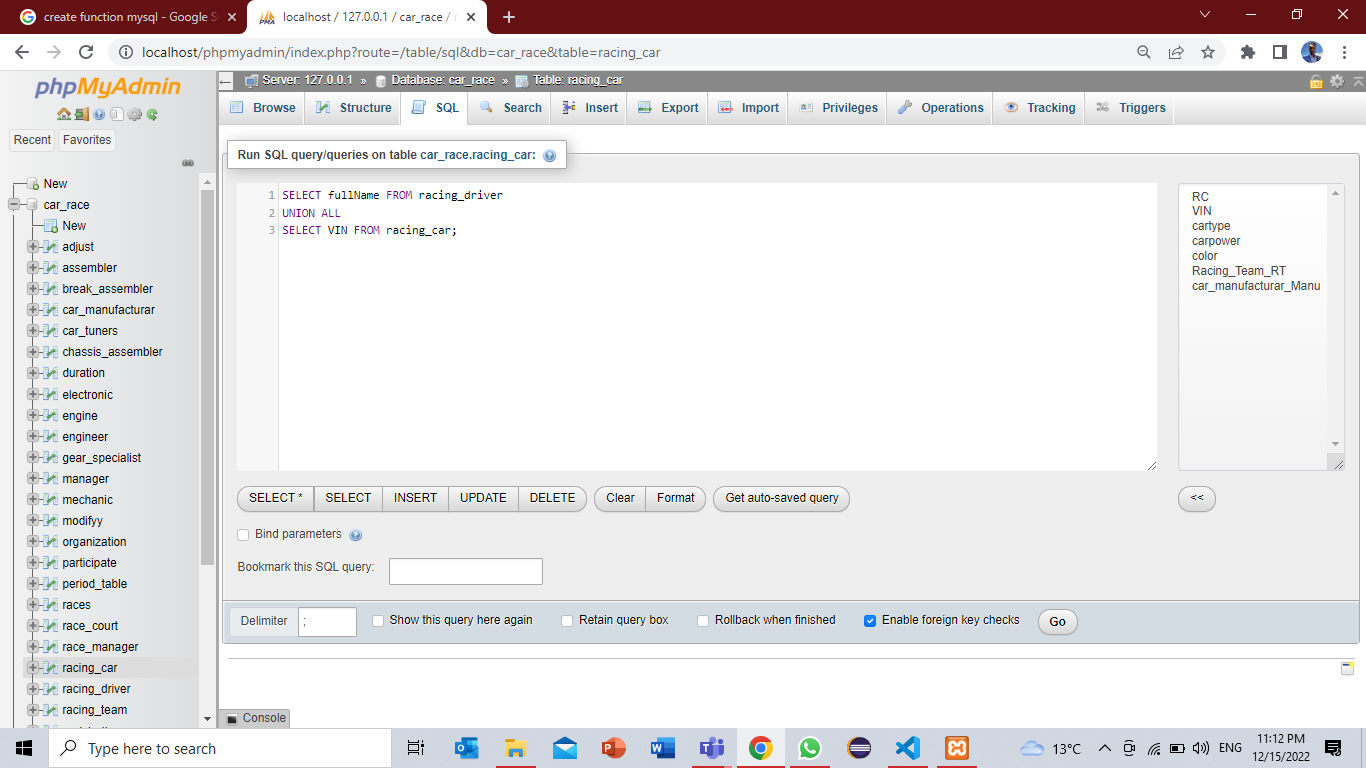 create function mysql - Google S
localhost / 127.0.0.1 / car_race / r
localhost/phpmyadmin/index.php?route=/table/sql&db=car_race&table=racing_car
phpMyAdmin
Recent
Favorites
New
car_race
New
adjust
assembler
break_assembler
car_manufacturar
car_tuners
chassis_assembler
duration
electronic
engine
engineer
gear_specialist
manager
mechanic
modifyy
organization
participate
period_table
races
race_court
race_manager
racing_car
racing_driver
racing_team
Server: 127.0.0.1 » Database: car_race » Table: racing_car
Browse
Structure
SQL
Search
Insert
Export
Import
Privileges
Operations
Tracking
Triggers
Run SQL query/queries on table car_race.racing_car:
1 SELECT fullName FROM racing_driver
2 UNION ALL
3 SELECT VIN FROM racing_car;
RC
VIN
cartype
carpower
color
Racing_Team_RT
car_manufacturar_Manu
SELECT *
SELECT
INSERT
UPDATE
DELETE
Clear
Format
Get auto-saved query
<<
Bind parameters
Bookmark this SQL query:
Delimiter
;
Show this query here again
Retain query box
Rollback when finished
Enable foreign key checks
Go
Console
Type here to search
13°C
ENG
11:12 PM
12/15/2022